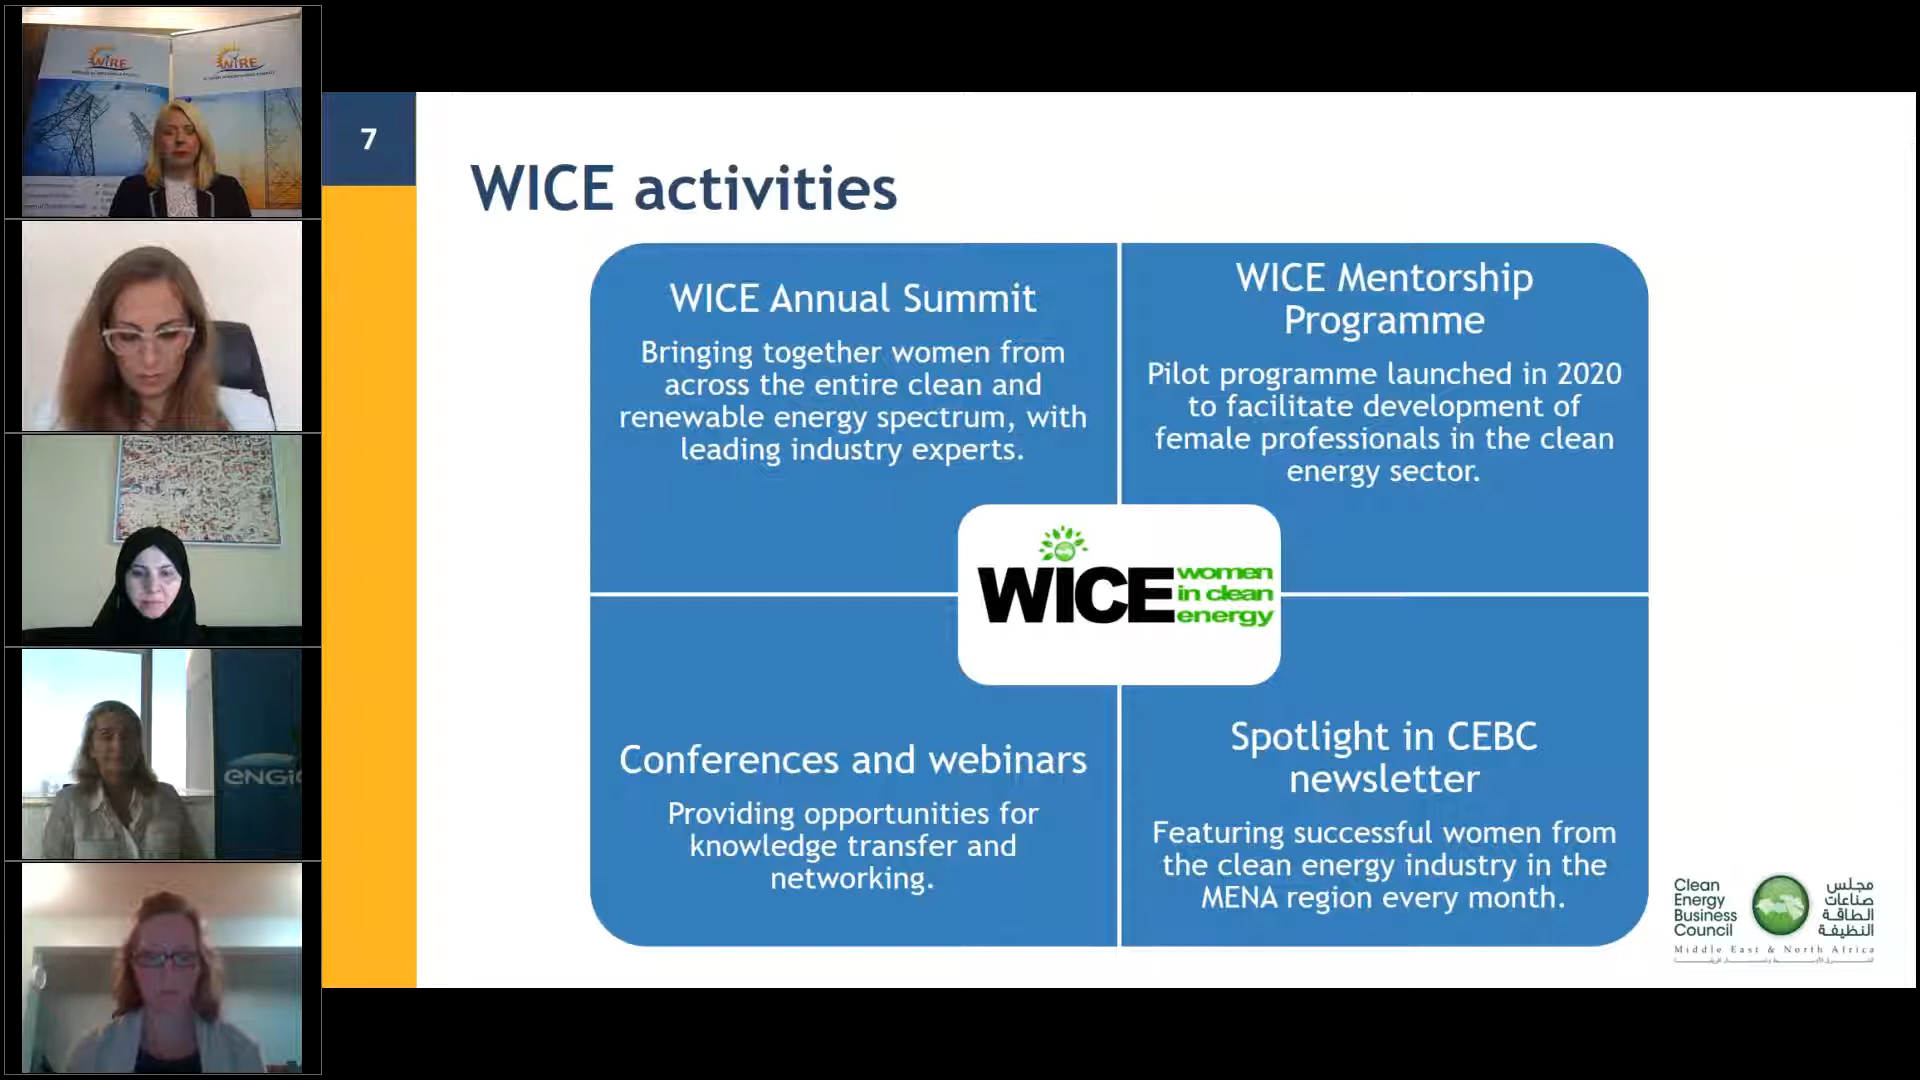 WIRE
WIRE
ENGI
7
WICE activities
WICE Annual Summit
Bringing together women from
across the entire clean and
renewable energy spectrum, with
leading industry experts.
WICE Mentorship
Programme
Pilot programme launched in 2020
to facilitate development of
female professionals in the clean
energy sector.
WICE women
in clean
energy
Conferences and webinars
Providing opportunities for
knowledge transfer and
networking.
Spotlight in CEBC
newsletter
Featuring successful women from
the clean energy industry in the
MENA region every month.
Clean
Energy
Business
Council
مجلس
صناعات
الطاقة
النظيفة
Middle East & North Africa